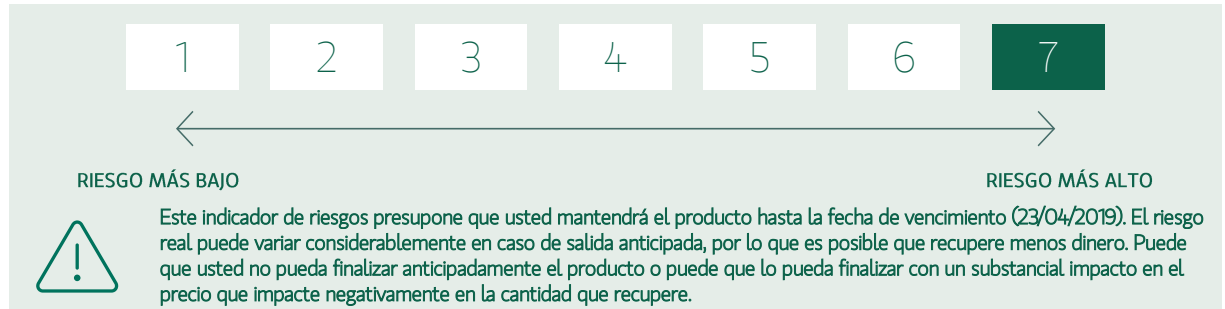 1 2 3 4 5 6 7
RIESGO MÁS BAJO RIESGO MÁS ALTO
Este indicador de riesgos presupone que usted mantendrá el producto hasta la fecha de vencimiento (23/04/2019). El riesgo
real puede variar considerablemente en caso de salida anticipada, por lo que es posible que recupere menos dinero. Puede
que usted no pueda finalizar anticipadamente el producto o puede que lo pueda finalizar con un substancial impacto en el
precio que impacte negativamente en la cantidad que recupere.